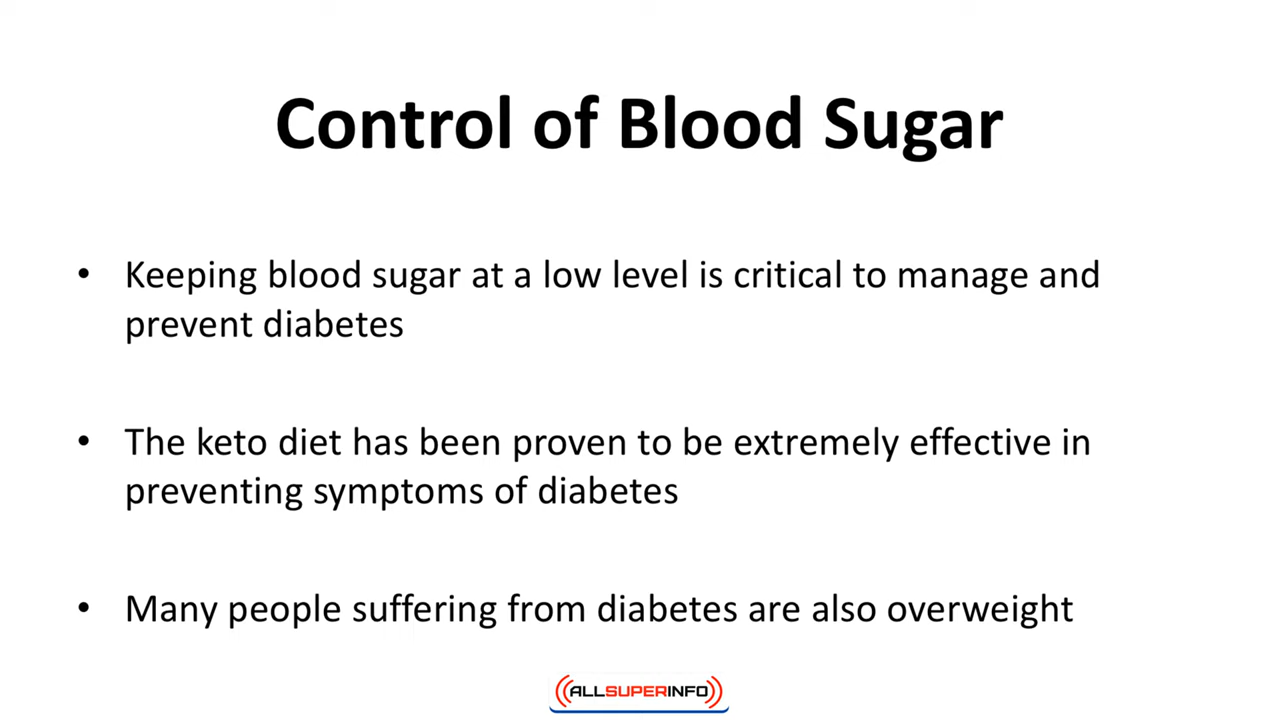 Control of Blood Sugar
• Keeping blood sugar at a low level is critical to manage and
prevent diabetes
• The keto diet has been proven to be extremely effective in
preventing symptoms of diabetes
• Many people suffering from diabetes are also overweight
ALLSUPERINFO